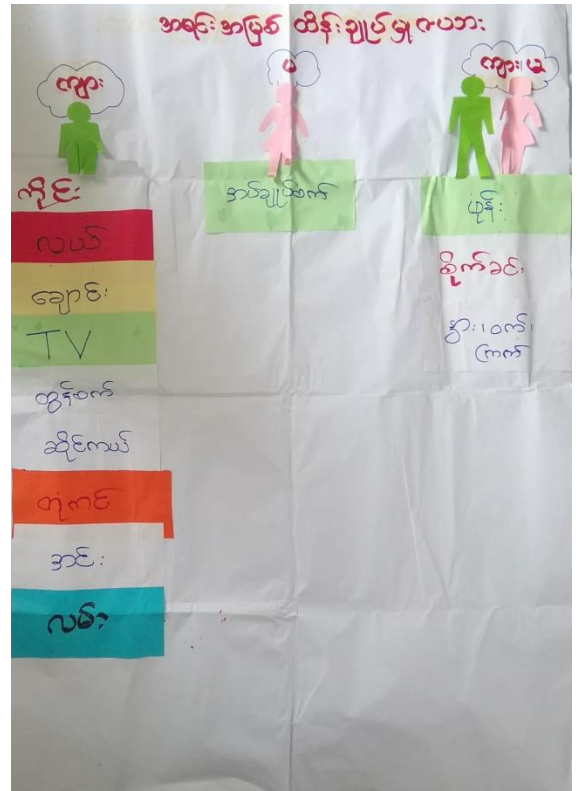 အရင်းအမြစ် ထိန်းချုပ်မှုဇယား
ကျား
မ
ကျား၊မ
ကိုင်း
လယ်
ချောင်း
TV
ထွန်စက်
ဆိုင်ကယ်
အင်း
လမ်း
အပ်ချုပ်စက်
ဖုန်း
စိုက်ခင်း
နွား၊ဝက်၊
ကြက်